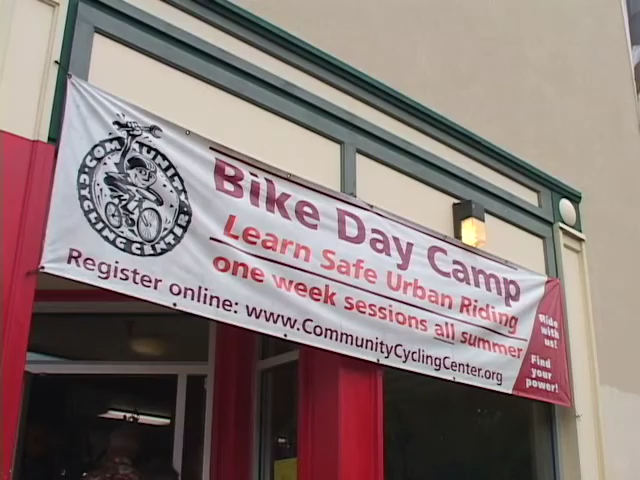 COMMUNITY
CYCLING CENTER
Bike Day Camp
Learn Safe Urban Riding
one week sessions all summer
Register online: www.CommunityCyclingCenter.org
Ride
with
us!
Find
your
power!